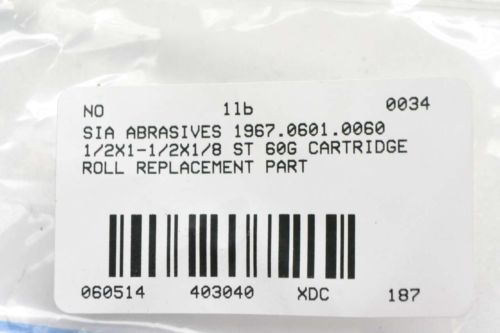 NO 1lb 0034
SIA ABRASIVES 1967.0601.0060
1/2X1-1/2X1/8 ST 60G CARTRIDGE
ROLL REPLACEMENT PART
060514 403040 XDC 187